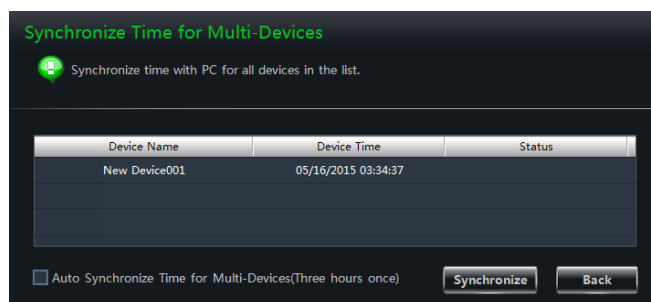 Synchronize Time for Multi-Devices
Synchronize time with PC for all devices in the list.
Device Name Device Time Status
New Device001 05/16/2015 03:34:37
Auto Synchronize Time for Multi-Devices(Three hours once) Synchronize Back